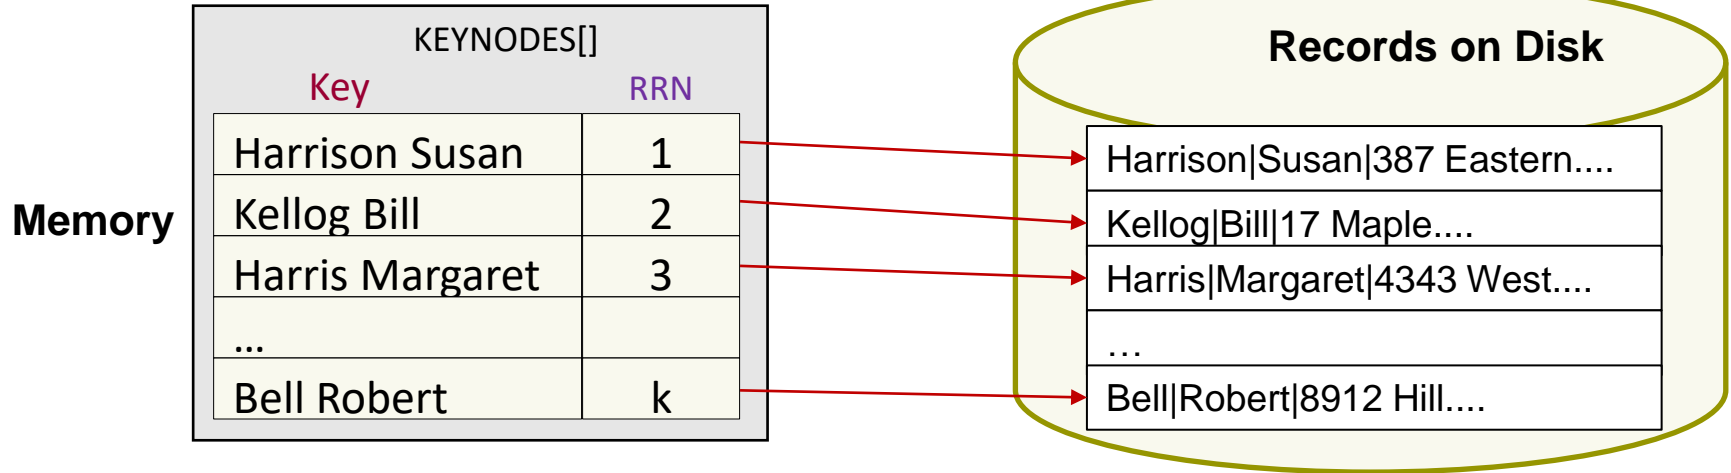 KEYNODES[]
Key RRN
Harrison Susan 1
Kellog Bill 2
Harris Margaret 3
...
Bell Robert k
Memory
Records on Disk
Harrison|Susan|387 Eastern....
Kellog|Bill|17 Maple....
Harris|Margaret|4343 West....
...
Bell|Robert|8912 Hill....